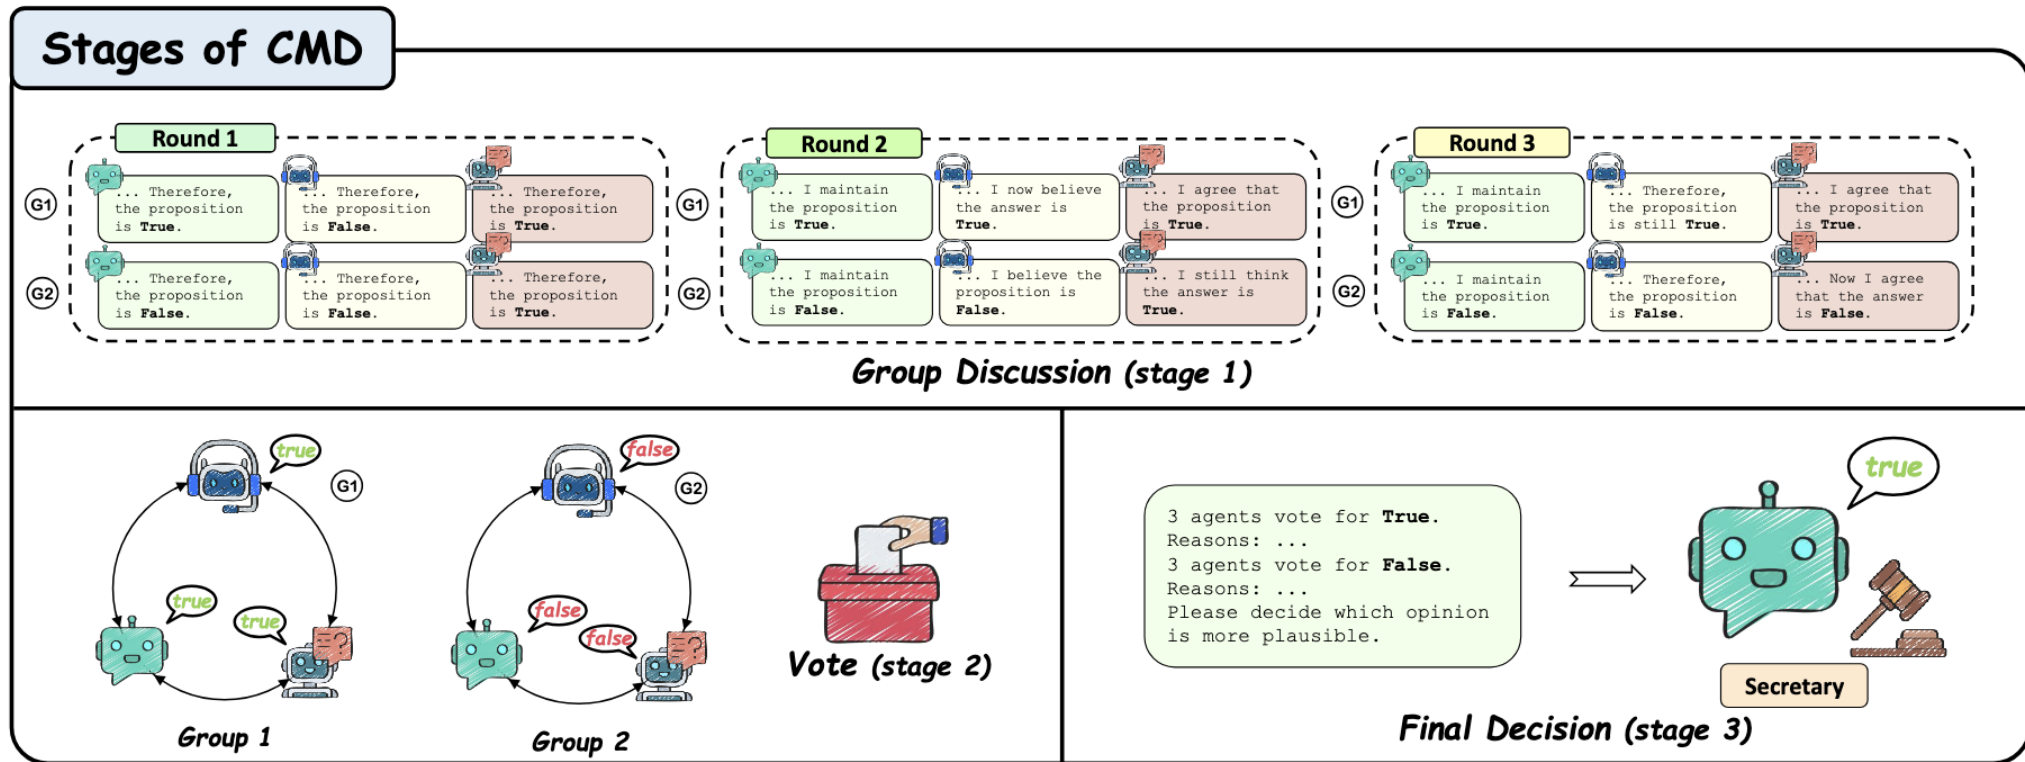 Stages of CMD
Round 1
G1
... Therefore,
the proposition
is True.
... Therefore,
the proposition
is False.
... Therefore,
the proposition
is True.
G2
... Therefore,
the proposition
is False.
... Therefore,
the proposition
is False.
... Therefore,
the proposition
is True.
Round 2
G1
... I maintain
the proposition
is True.
... I now believe
the answer is
True.
... I agree that
the proposition
is True.
G2
... I maintain
the proposition
is False.
... I believe the
proposition is
False.
... I still think
the answer is
True.
Round 3
G1
... I maintain
the proposition
is True.
... Therefore,
the proposition
is still True.
... I agree that
the proposition
is True.
G2
... I maintain
the proposition
is False.
... Therefore,
the proposition
is False.
... Now I agree
that the answer
is False.
Group Discussion (stage 1)
true
G1
true
true
Group 1
false
G2
false
false
Group 2
Vote (stage 2)
3 agents vote for True.
Reasons: ...
3 agents vote for False.
Reasons: ...
Please decide which opinion
is more plausible.
true
Secretary
Final Decision (stage 3)